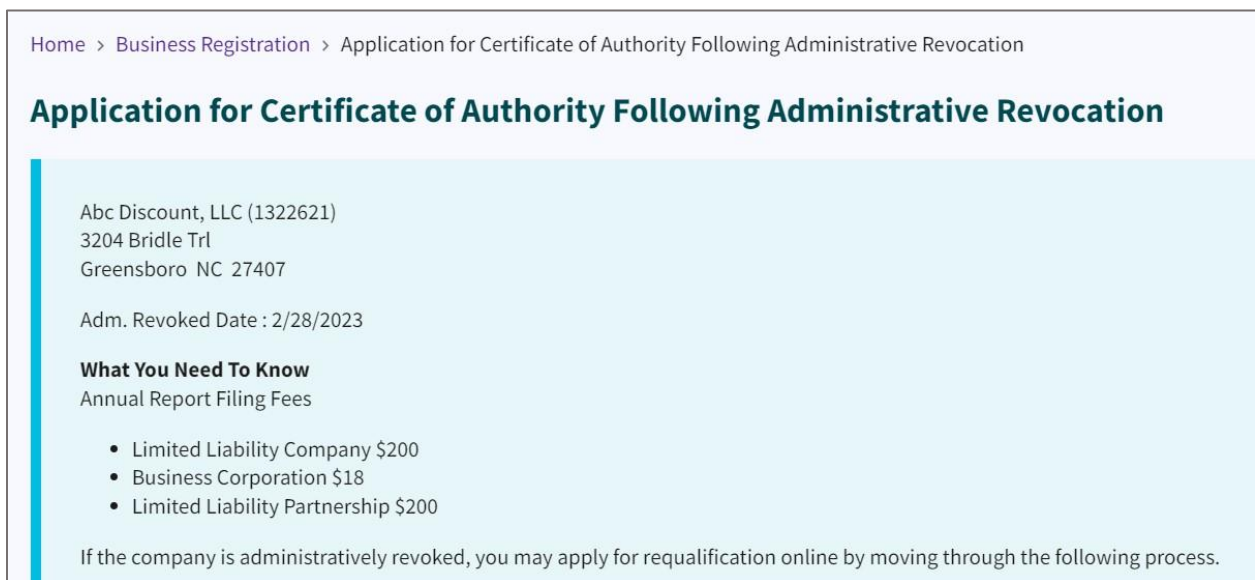 Home > Business Registration > Application for Certificate of Authority Following Administrative Revocation
Application for Certificate of Authority Following Administrative Revocation
Abc Discount, LLC (1322621)
3204 Bridle Trl
Greensboro NC 27407
Adm. Revoked Date : 2/28/2023
What You Need To Know
Annual Report Filing Fees
• Limited Liability Company $200
• Business Corporation $18
• Limited Liability Partnership $200
If the company is administratively revoked, you may apply for requalification online by moving through the following process.